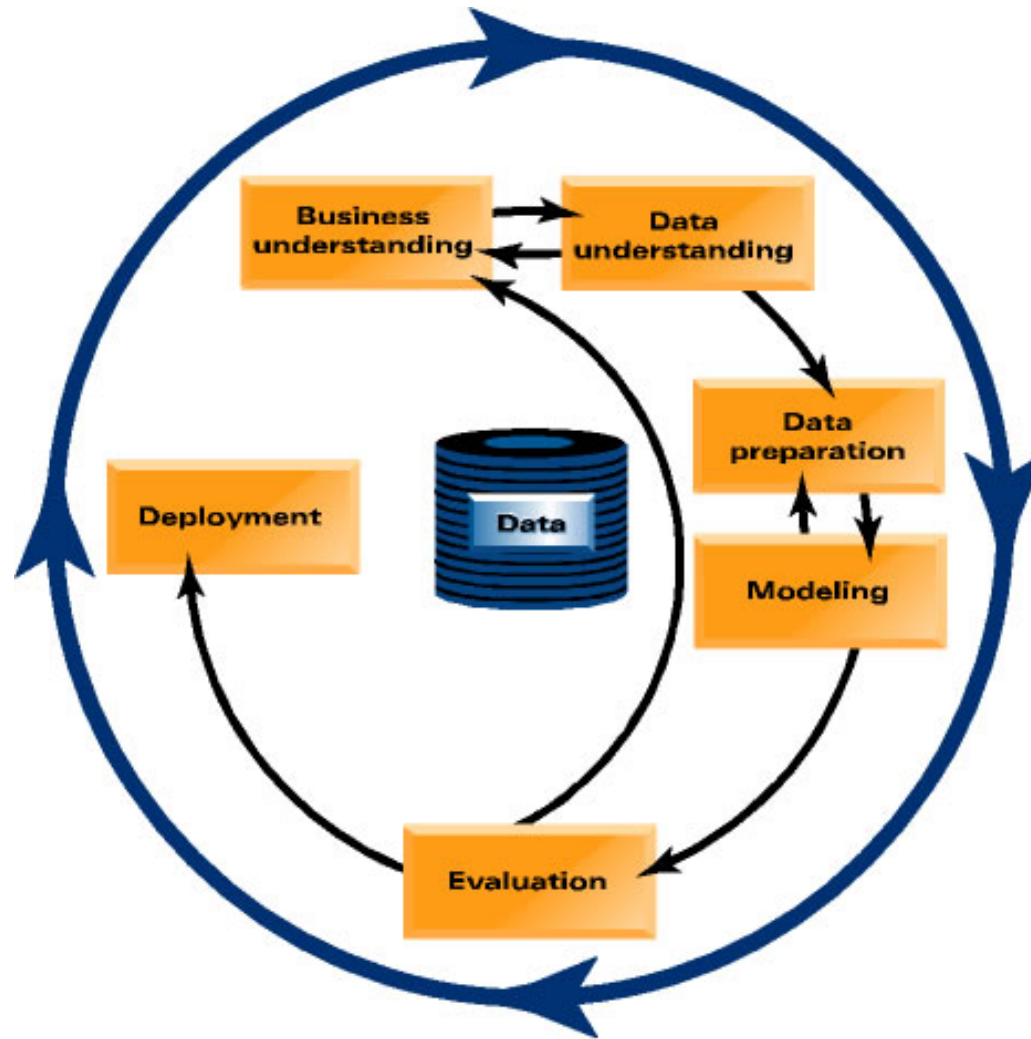 Business
understanding
Data
understanding
Data
preparation
Deployment
Data
Modeling
Evaluation